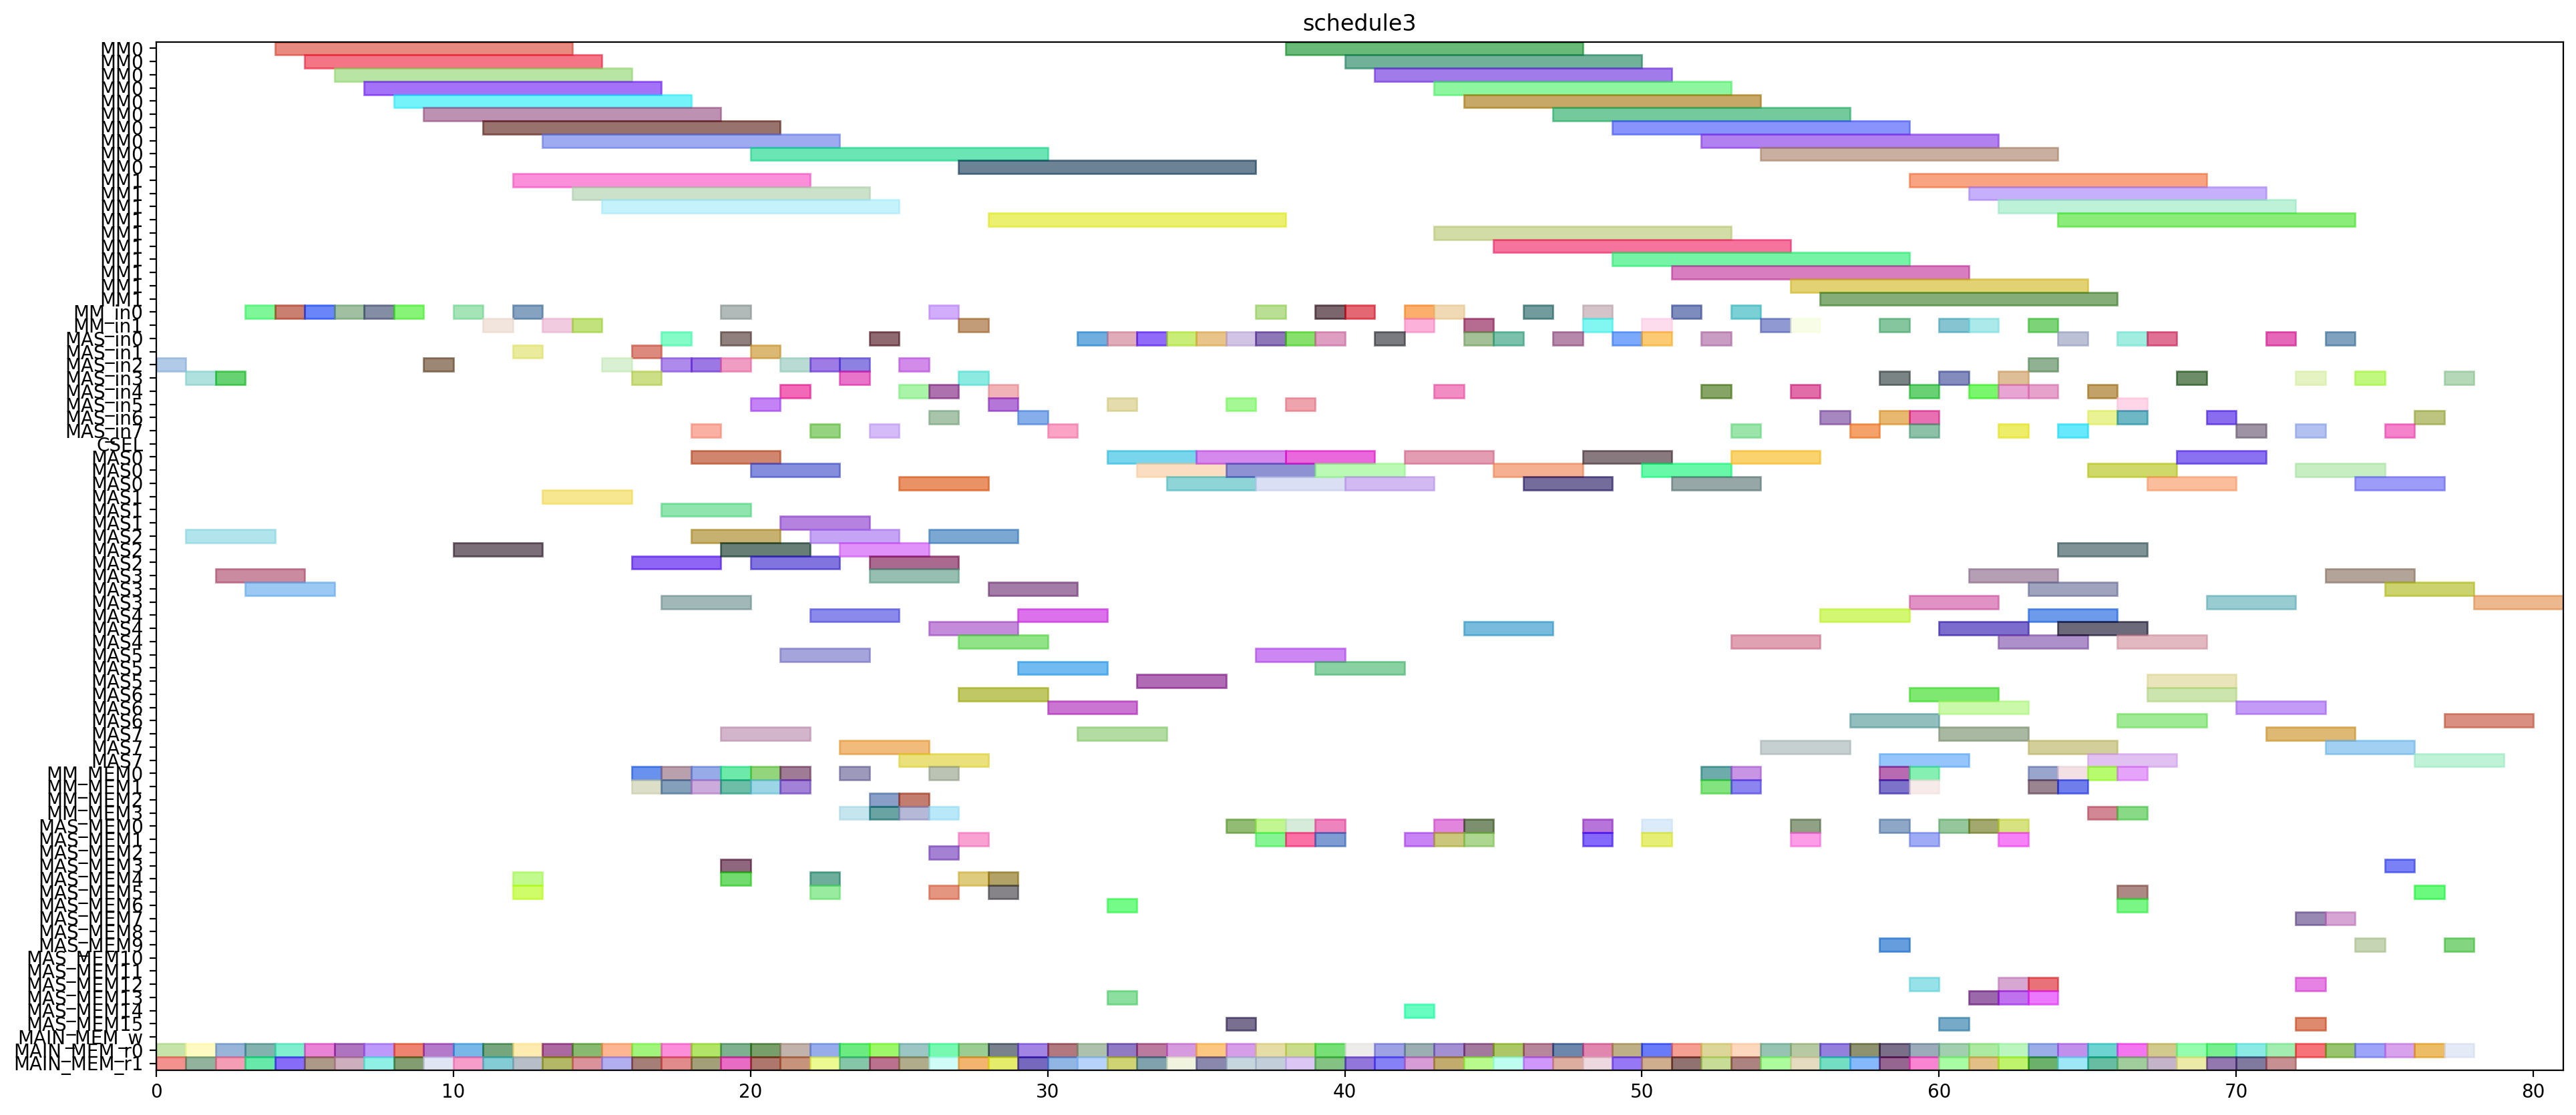 schedule3
MM0
MM0
MM0
MM0
MM0
MM0
MM0
MM0
MM0
MM0
MM1
MM1
MM1
MM1
MM1
MM1
MM1
MM1
MM1
MM1
MM_in0
MM_in1
MAS_in0
MAS_in1
MAS_in2
MAS_in3
MAS_in4
MAS_in5
MAS_in6
MAS_in7
CSEL
MAS0
MAS0
MAS0
MAS1
MAS1
MAS1
MAS2
MAS2
MAS2
MAS3
MAS3
MAS3
MAS4
MAS4
MAS4
MAS5
MAS5
MAS5
MAS6
MAS6
MAS6
MAS7
MAS7
MAS7
MM_MEM0
MM_MEM1
MM_MEM2
MM_MEM3
MAS_MEM0
MAS_MEM1
MAS_MEM2
MAS_MEM3
MAS_MEM4
MAS_MEM5
MAS_MEM6
MAS_MEM7
MAS_MEM8
MAS_MEM9
MAS_MEM10
MAS_MEM11
MAS_MEM12
MAS_MEM13
MAS_MEM14
MAS_MEM15
MAIN_MEM_w
MAIN_MEM_r0
MAIN_MEM_r1
0 10 20 30 40 50 60 70 80